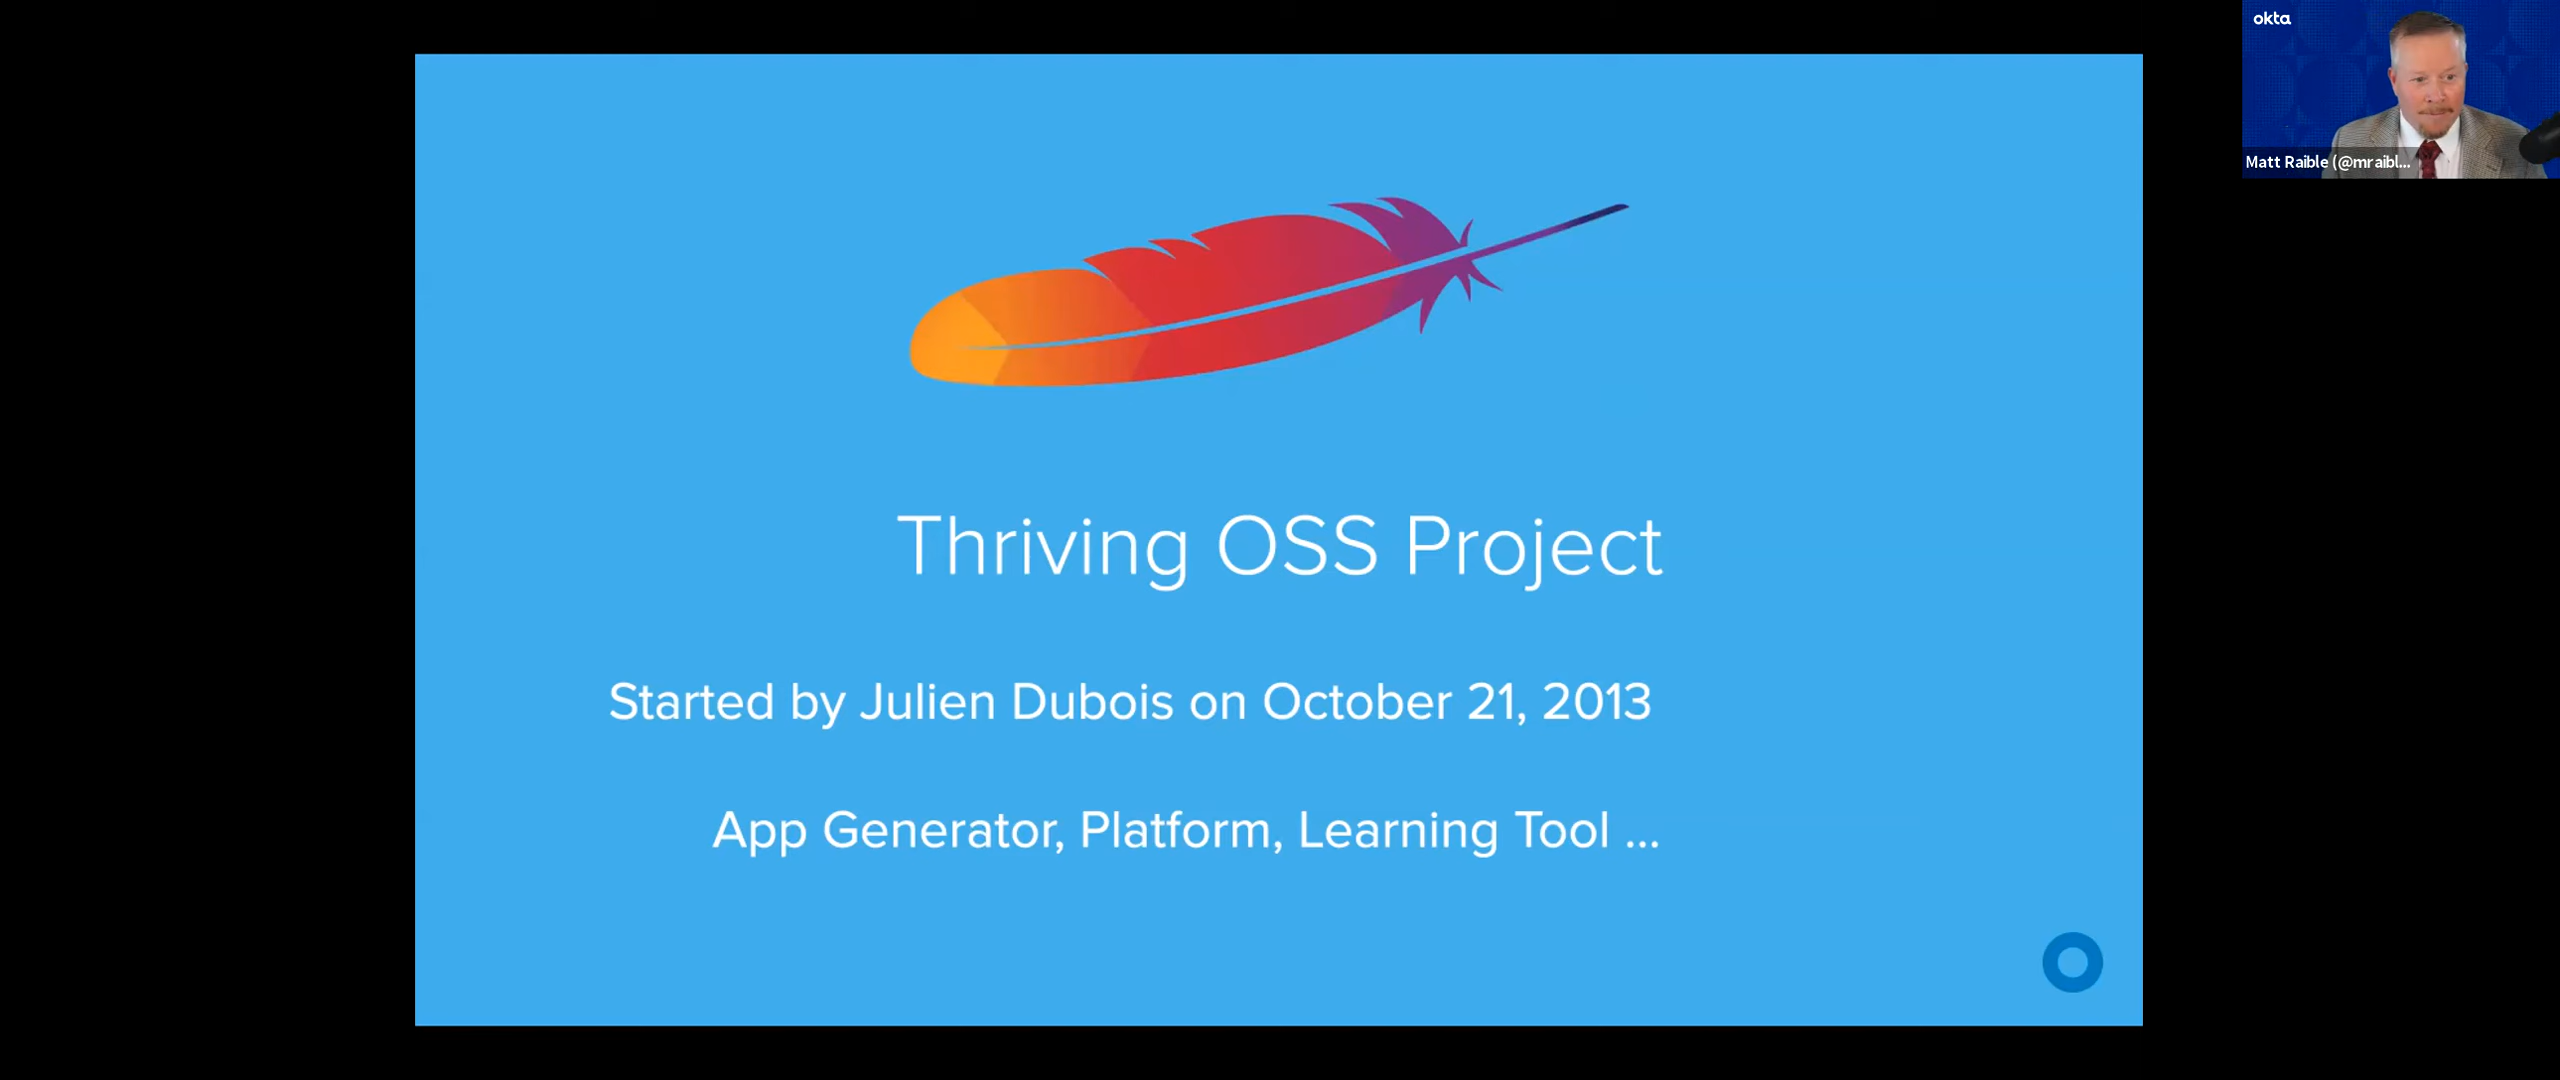 okta
Matt Raible (@mraibl...
Thriving OSS Project
Started by Julien Dubois on October 21, 2013
App Generator, Platform, Learning Tool ...